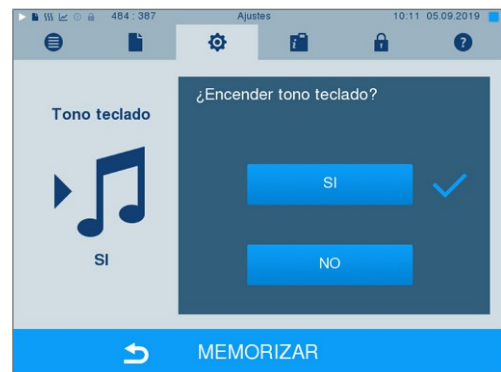 484 : 387 Ajustes 10:11 05.09.2019
Tono teclado
SI
¿Encender tono teclado?
SI
NO
MEMORIZAR